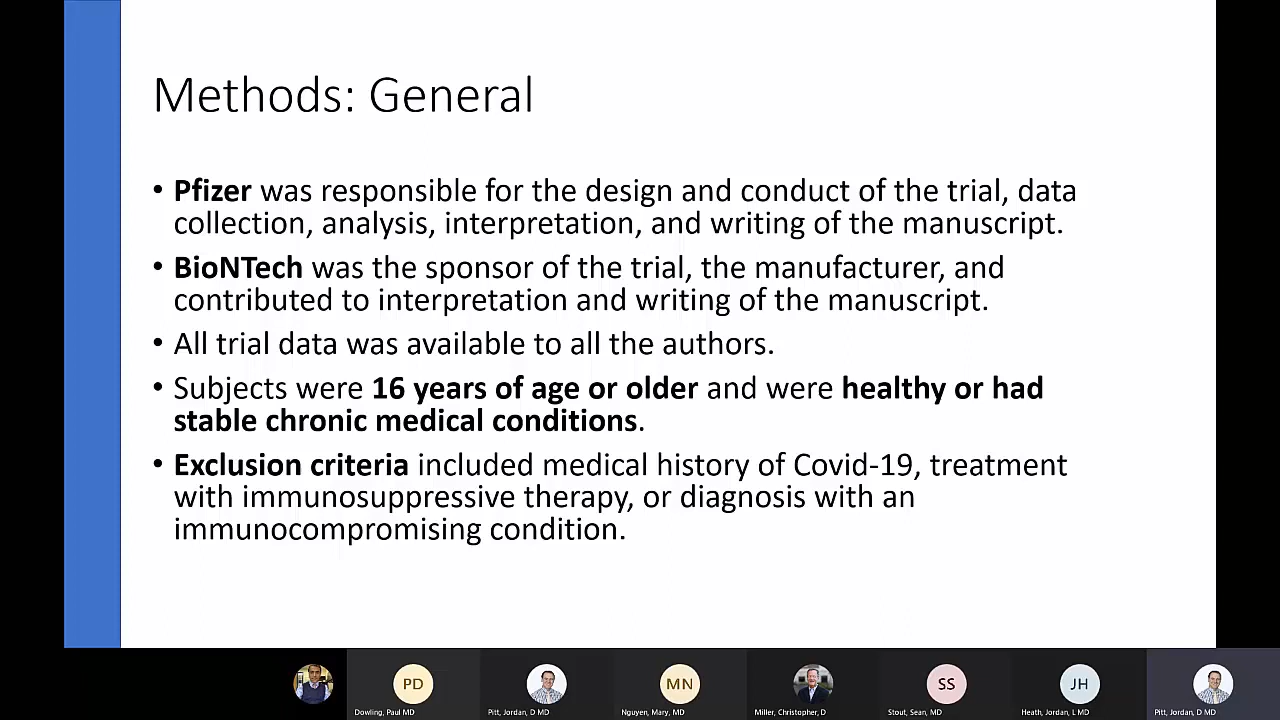 Methods: General
• Pfizer was responsible for the design and conduct of the trial, data
collection, analysis, interpretation, and writing of the manuscript.
• BioNTech was the sponsor of the trial, the manufacturer, and
contributed to interpretation and writing of the manuscript.
• All trial data was available to all the authors.
• Subjects were 16 years of age or older and were healthy or had
stable chronic medical conditions.
• Exclusion criteria included medical history of Covid-19, treatment
with immunosuppressive therapy, or diagnosis with an
immunocompromising condition.
PD MN SS JH
Dowling, Paul MD Pitt, Jordan, D MD Nguyen, Mary, MD Miller, Christopher, D Stout, Sean, MD Heath, Jordan, L MD Pitt, Jordan, D MD